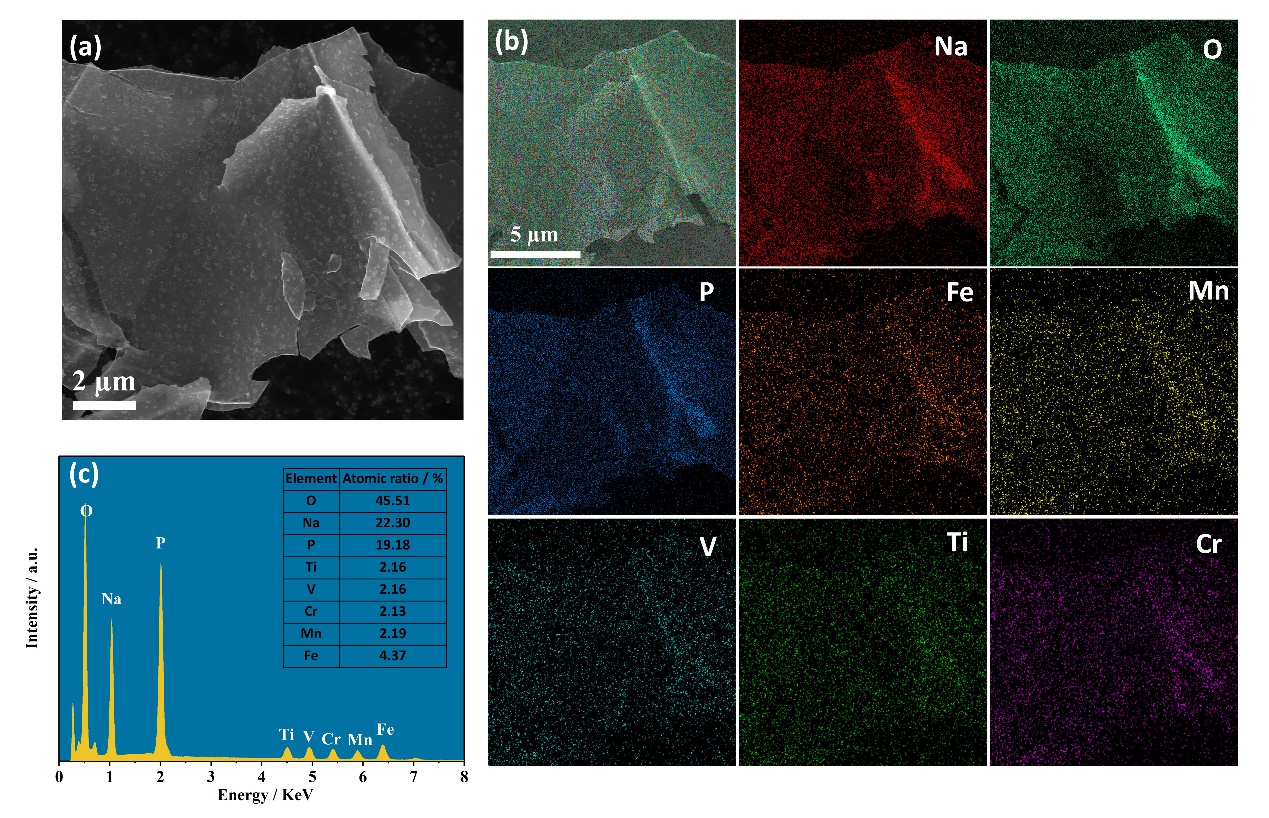 (a)
2 μm
(b)
5 μm
Na
O
P
Fe
Mn
V
Ti
Cr
(c)
Element Atomic ratio / %
O 45.51
Na 22.30
P 19.18
Ti 2.16
V 2.16
Cr 2.13
Mn 2.19
Fe 4.37
O
Na
P
Ti V Cr Mn Fe
Intensity / a.u.
0 1 2 3 4 5 6 7 8
Energy / KeV